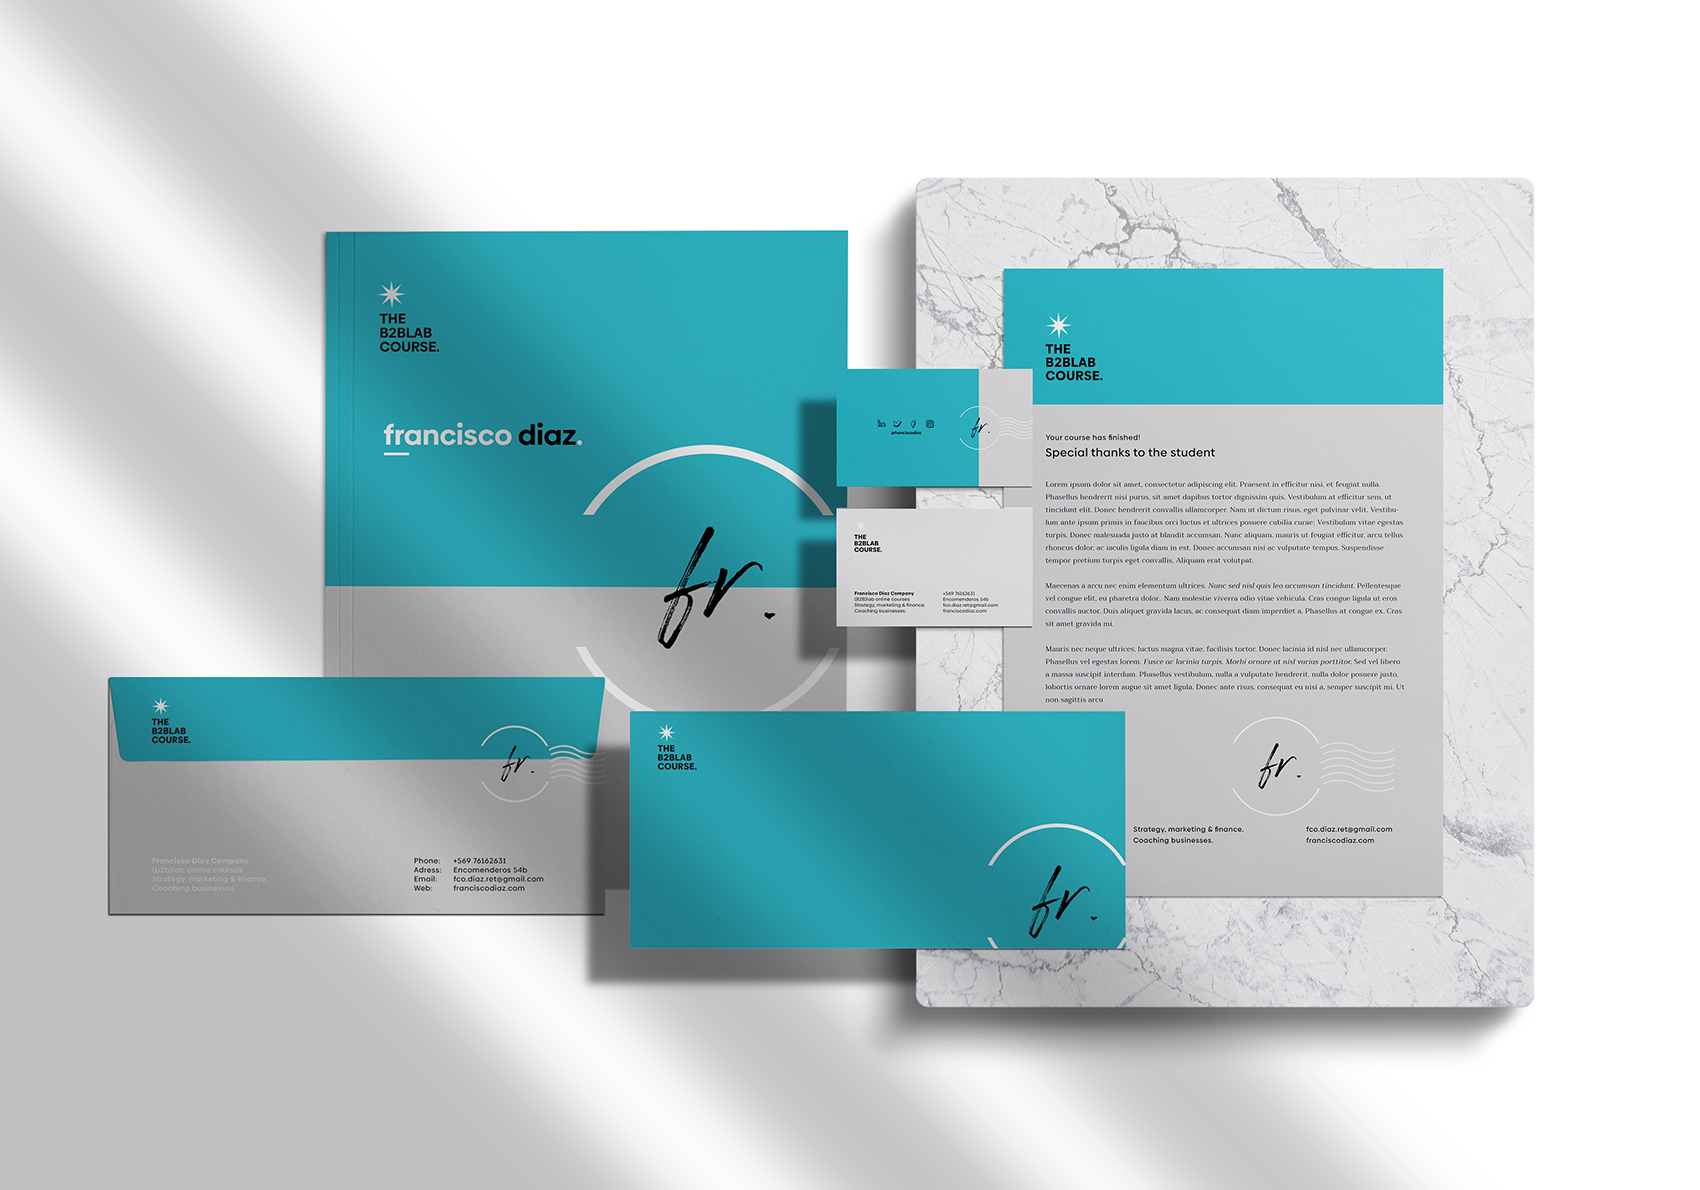 THE
B2BLAB
COURSE.
francisco diaz.
fr.
THE
B2BLAB
COURSE.
fr.
Francisco Diaz Company
(b2b)lab online courses
Strategy, marketing & finance.
Coaching businesses.
Phone: +569 76162631
Adress: Encomenderos 54b
Email: fco.diaz.ret@gmail.com
Web: franciscodiaz.com
THE
B2BLAB
COURSE.
fr.
@franciscodiaz
fr.
THE
B2BLAB
COURSE.
Francisco Diaz Company
(B2B)lab online courses
Strategy, marketing & finance.
Coaching businesses.
+569 76162631
Encomenderos 54b
fco.diaz.ret@gmail.com
franciscodiaz.com
THE
B2BLAB
COURSE.
Your course has finished!
Special thanks to the student
Lorem ipsum dolor sit amet, consectetur adipiscing elit. Praesent in efficitur nisi, et feugiat nulla.
Phasellus hendrerit nisi purus, sit amet dapibus tortor dignissim quis. Vestibulum at efficitur sem, ut
tincidunt elit. Donec hendrerit convallis ullamcorper. Nam ut dictum risus, eget pulvinar velit. Vestibu-
lum ante ipsum primis in faucibus orci luctus et ultrices posuere cubilia curae; Vestibulum vitae egestas
turpis. Donec malesuada justo at blandit accumsan. Nunc aliquam, mauris ut feugiat efficitur, arcu tellus
rhoncus dolor, ac iaculis ligula diam in est. Donec accumsan nisi ac vulputate tempus. Suspendisse
tempor pretium turpis eget convallis. Aliquam erat volutpat.
Maecenas a arcu nec enim elementum ultrices. Nunc sed nisl quis leo accumsan tincidunt. Pellentesque
vel congue elit, eu pharetra dolor.. Nam molestie viverra odio vitae vehicula. Cras congue ligula ut eros
convallis auctor. Duis aliquet gravida lacus, ac consequat diam imperdiet a. Phasellus at congue ex. Cras
sit amet gravida mi.
Mauris nec neque ultrices, luctus magna vitae, facilisis tortor. Donec lacinia id nisl nec ullamcorper.
Phasellus vel egestas lorem. Fusce ac lacinia turpis. Morbi ornare ut nisl varius porttitor. Sed vel libero
a massa suscipit interdum. Phasellus vestibulum, nulla a vulputate hendrerit, nulla dolor posuere justo,
lobortis ornare lorem augue sit amet ligula. Donec ante risus, consequat eu nisi a, semper suscipit mi. Ut
non sagittis arcu
fr.
Strategy, marketing & finance.
Coaching businesses.
fco.diaz.ret@gmail.com
franciscodiaz.com